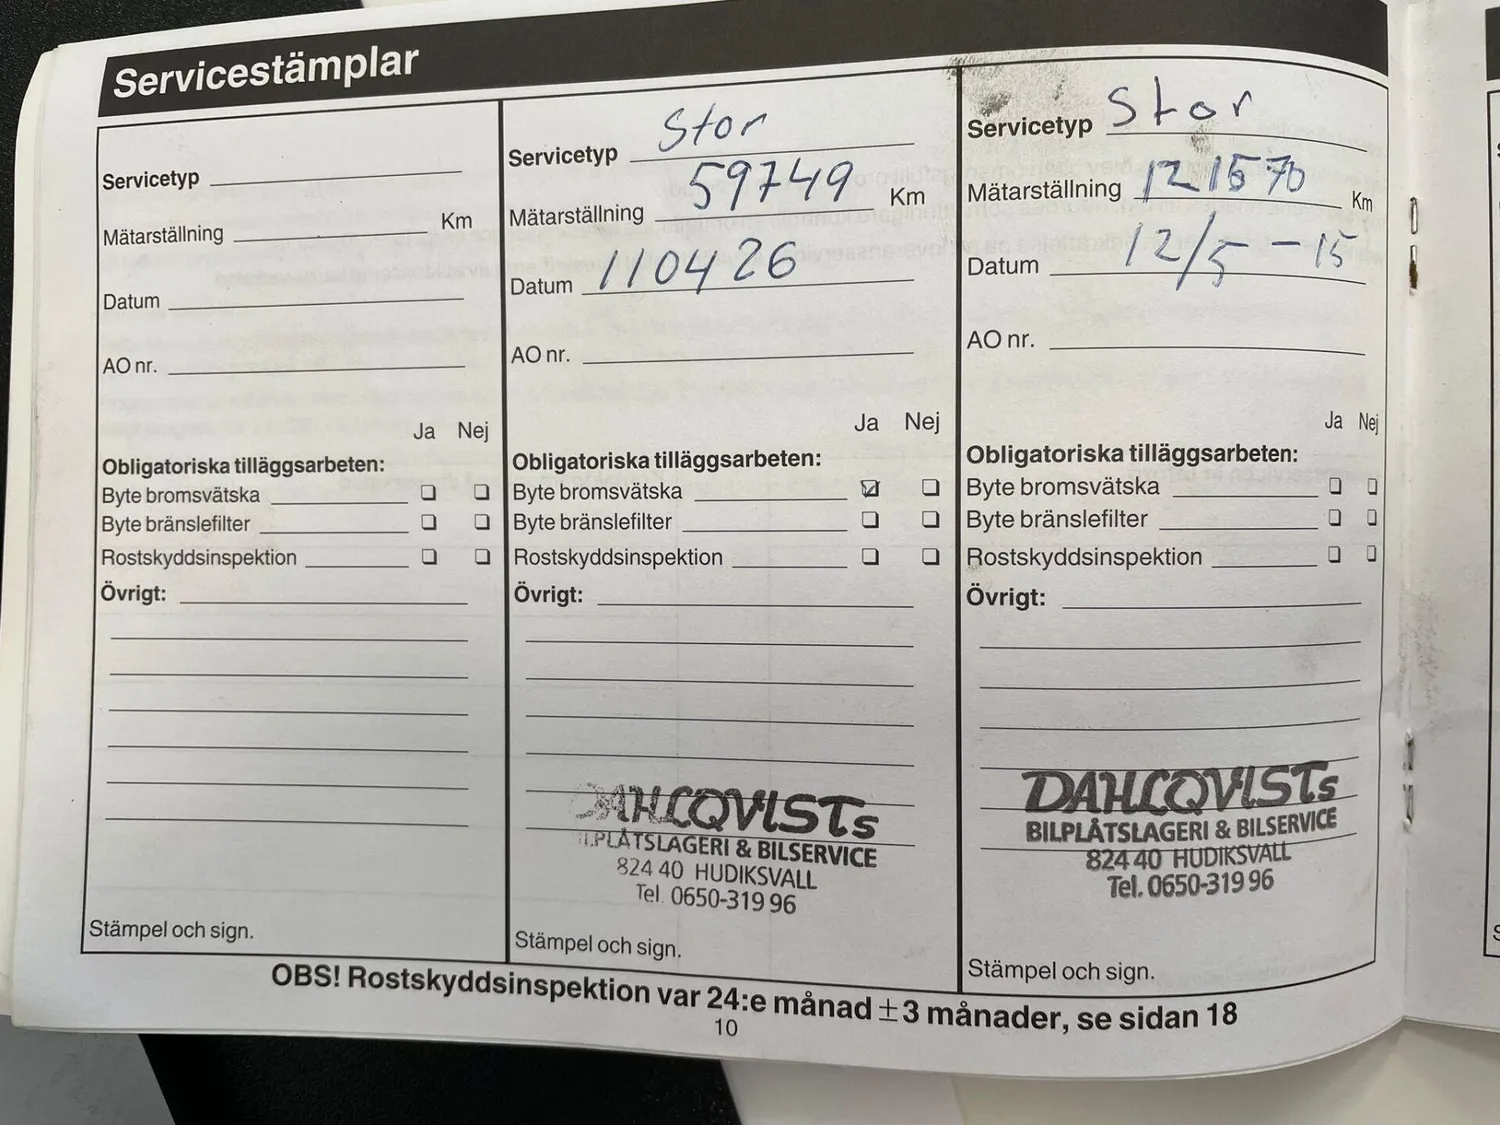 Servicestämplar
Servicetyp
Mätarställning Km
Datum
AO nr.
Ja Nej
Obligatoriska tilläggsarbeten:
Byte bromsvätska
Byte bränslefilter
Rostskyddsinspektion
Övrigt:
Stämpel och sign.
Servicetyp Stor
Mätarställning 59749 Km
Datum 110426
AO nr.
Ja Nej
Obligatoriska tilläggsarbeten:
Byte bromsvätska
Byte bränslefilter
Rostskyddsinspektion
Övrigt:
DAHLQVISTs
BILPLÅTSLAGERI & BILSERVICE
824 40 HUDIKSVALL
Tel. 0650-319 96
Stämpel och sign.
Servicetyp Stor
Mätarställning 121570 Km
Datum 12/5 - 15
AO nr.
Ja Nej
Obligatoriska tilläggsarbeten:
Byte bromsvätska
Byte bränslefilter
Rostskyddsinspektion
Övrigt:
DAHLQVISTs
BILPLÅTSLAGERI & BILSERVICE
824 40 HUDIKSVALL
Tel. 0650-319 96
Stämpel och sign.
OBS! Rostskyddsinspektion var 24:e månad ±3 månader, se sidan 18
10